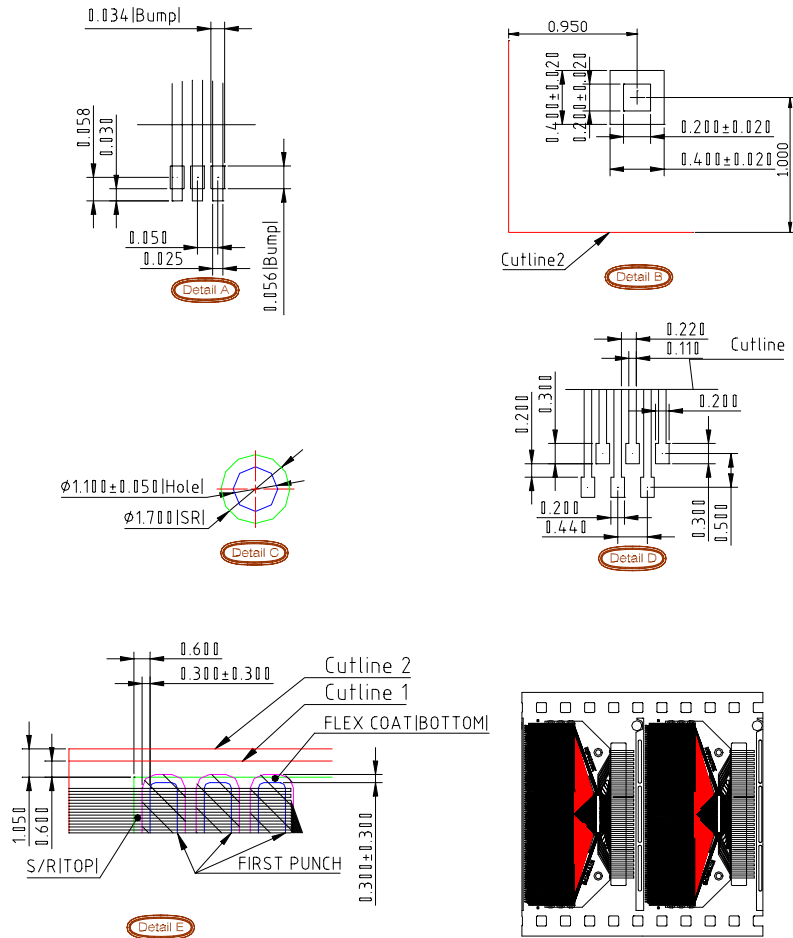 0.034|Bump|
0.058
0.030
0.050
0.025
0.056|Bump|
Detail A
0.950
0.400±0.020
0.200±0.020
0.200±0.020
0.400±0.020
1.000
Cutline2
Detail B
ø1.100±0.050|Hole|
ø1.700|SR|
Detail C
0.220
0.110
Cutline
0.300
0.200
0.200
0.200
0.440
0.300
0.500
Detail D
0.600
0.300±0.300
Cutline 2
Cutline 1
FLEX COAT|BOTTOM|
1.050
0.600
S/R|TOP|
FIRST PUNCH
0.300±0.300
Detail E